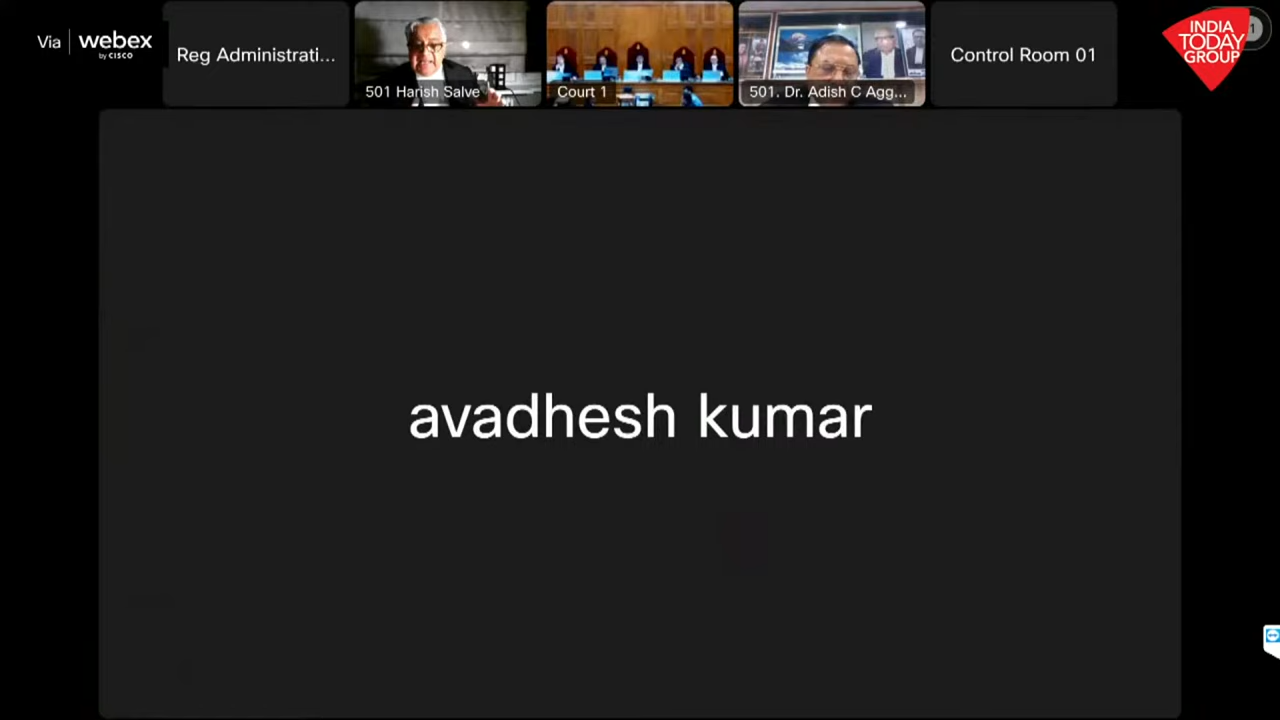 Via webex
by CISCO
Reg Administrati...
501 Harish Salve
Court 1
501. Dr. Adish C Agg...
Control Room 01
INDIA
TODAY
GROUP
1
avadhesh kumar